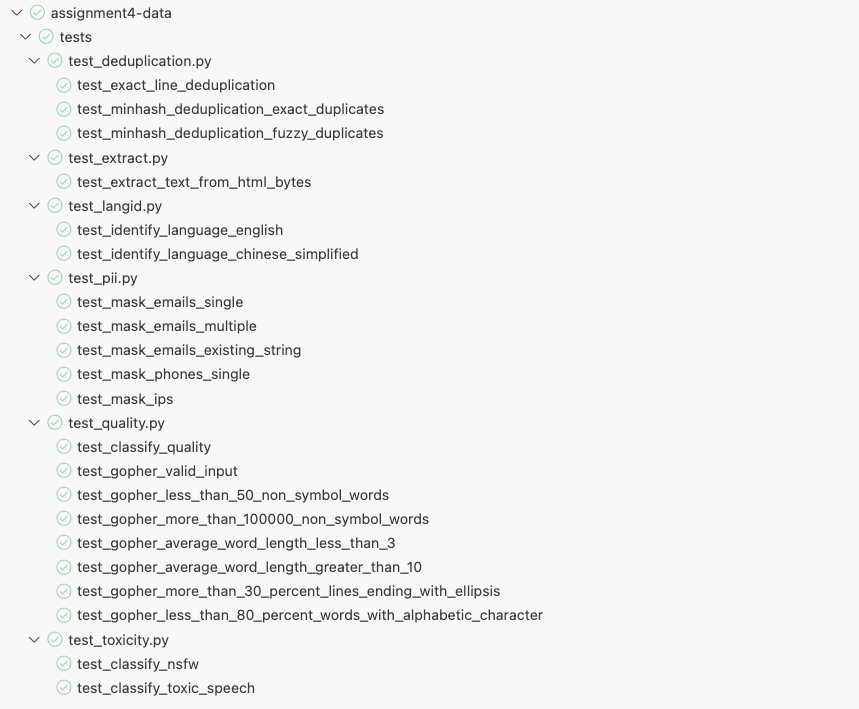 assignment4-data
tests
test_deduplication.py
test_exact_line_deduplication
test_minhash_deduplication_exact_duplicates
test_minhash_deduplication_fuzzy_duplicates
test_extract.py
test_extract_text_from_html_bytes
test_langid.py
test_identify_language_english
test_identify_language_chinese_simplified
test_pii.py
test_mask_emails_single
test_mask_emails_multiple
test_mask_emails_existing_string
test_mask_phones_single
test_mask_ips
test_quality.py
test_classify_quality
test_gopher_valid_input
test_gopher_less_than_50_non_symbol_words
test_gopher_more_than_100000_non_symbol_words
test_gopher_average_word_length_less_than_3
test_gopher_average_word_length_greater_than_10
test_gopher_more_than_30_percent_lines_ending_with_ellipsis
test_gopher_less_than_80_percent_words_with_alphabetic_character
test_toxicity.py
test_classify_nsfw
test_classify_toxic_speech